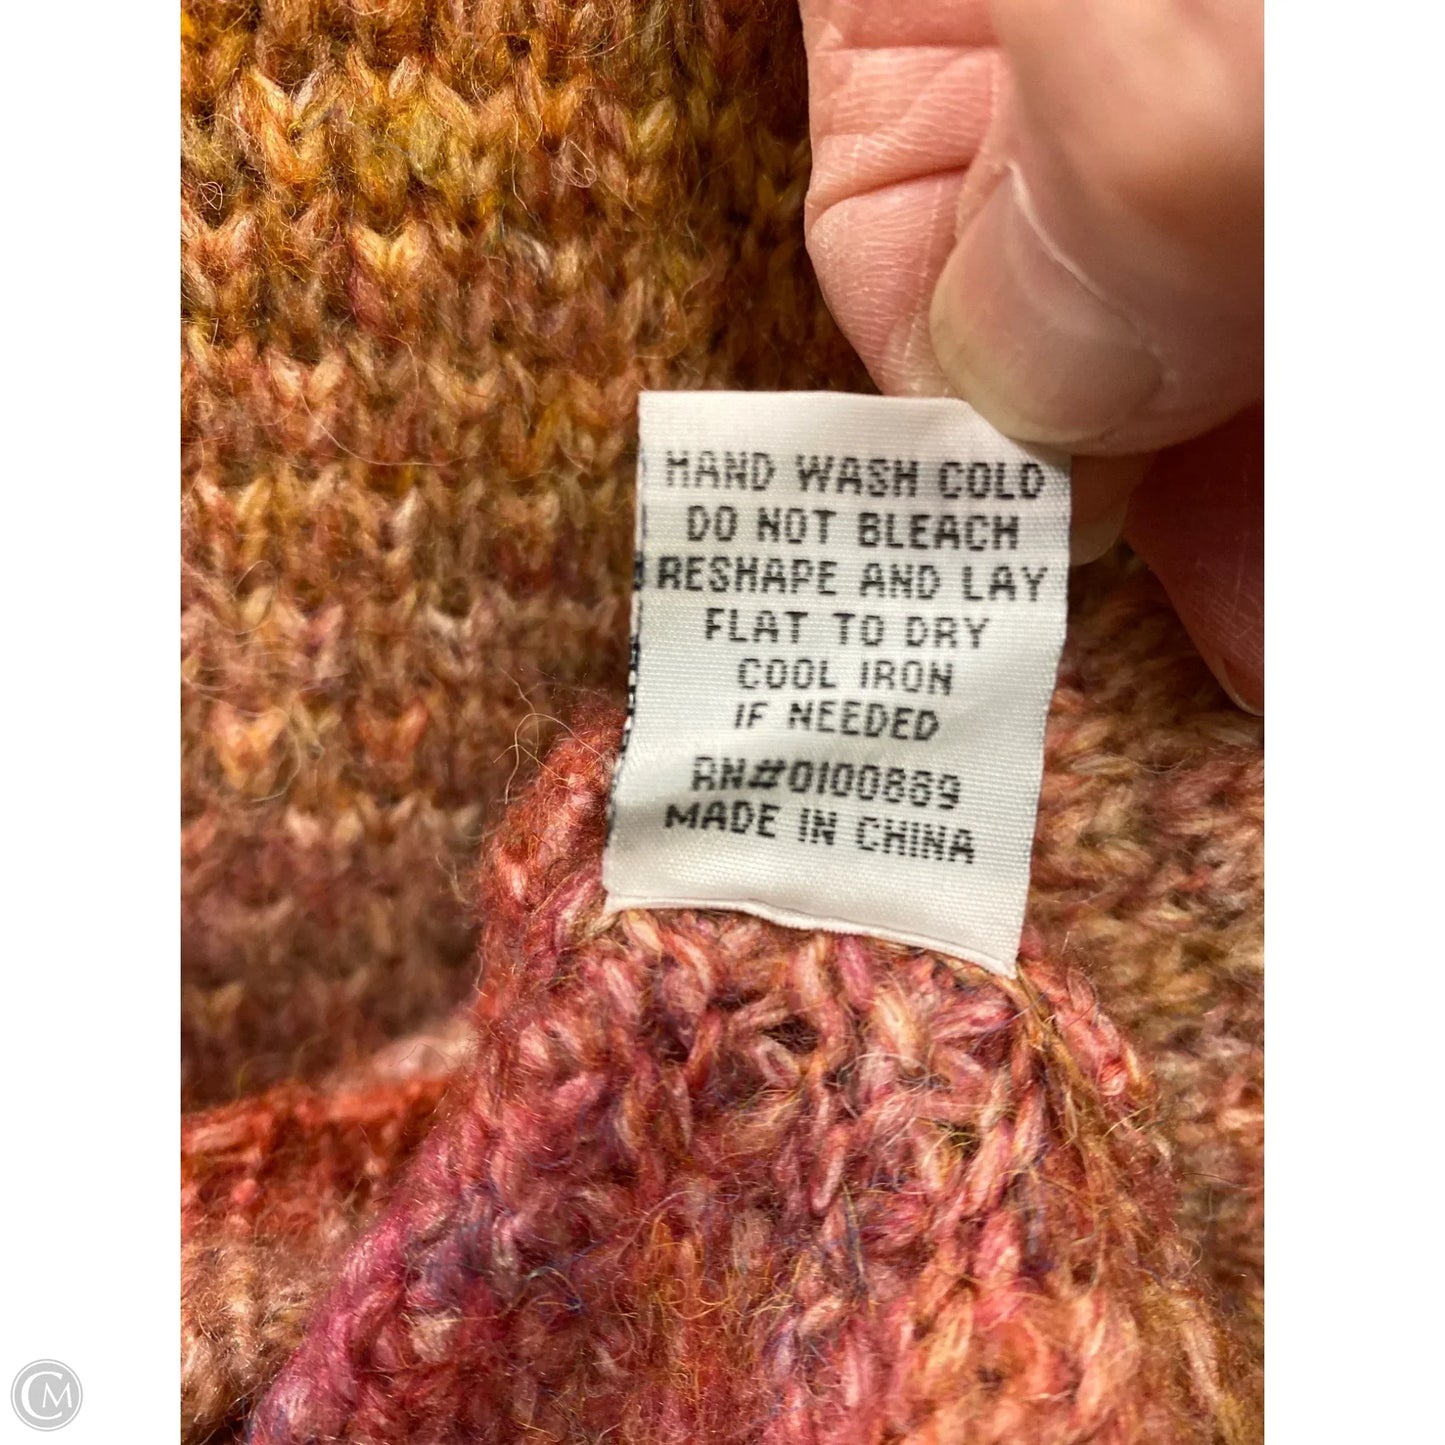 HAND WASH COLD
DO NOT BLEACH
RESHAPE AND LAY
FLAT TO DRY
COOL IRON
IF NEEDED
RN#0100889
MADE IN CHINA
CM